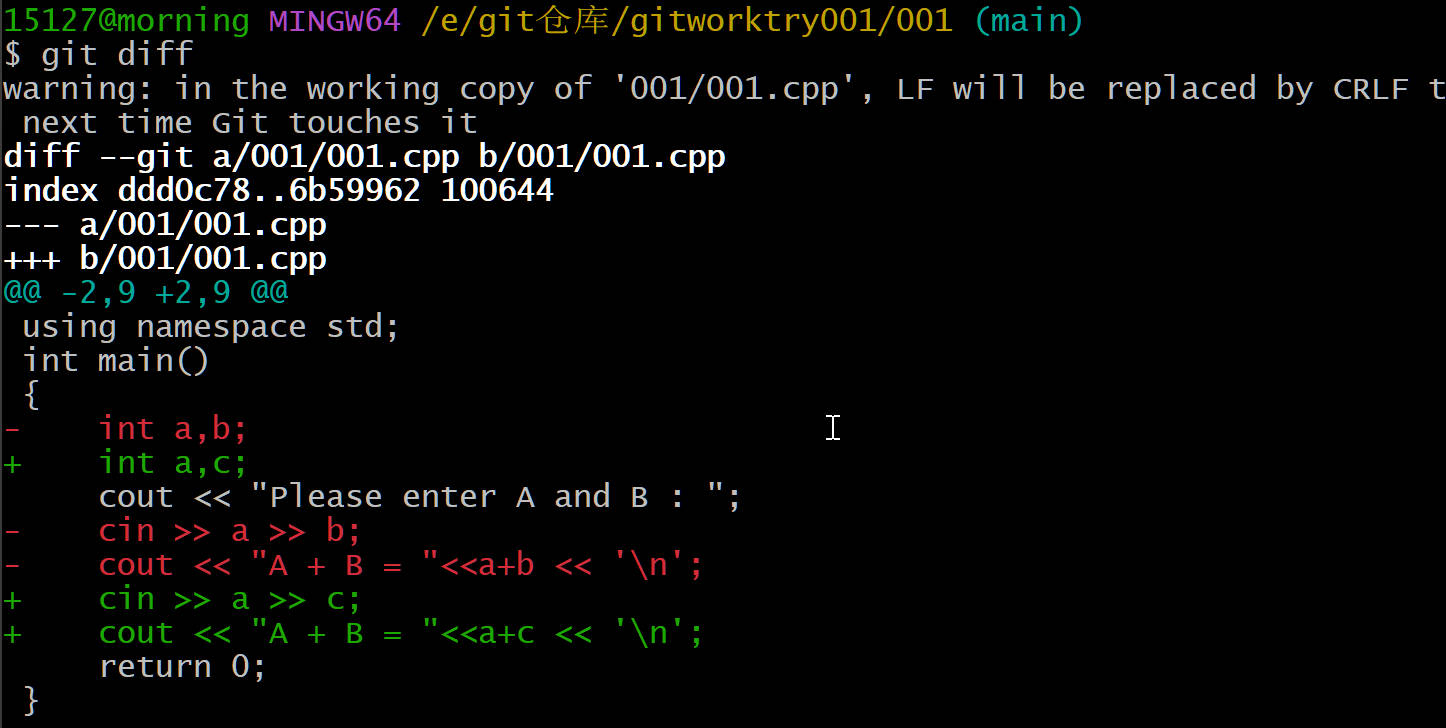 15127@morning MINGW64 /e/git仓库/gitworktry001/001 (main)
$ git diff
warning: in the working copy of '001/001.cpp', LF will be replaced by CRLF t
 next time Git touches it
diff --git a/001/001.cpp b/001/001.cpp
index ddd0c78..6b59962 100644
--- a/001/001.cpp
+++ b/001/001.cpp
@@ -2,9 +2,9 @@
 using namespace std;
 int main()
 {
-    int a,b;
+    int a,c;
     cout << "Please enter A and B : ";
-    cin >> a >> b;
-    cout << "A + B = "<<a+b << '\n';
+    cin >> a >> c;
+    cout << "A + B = "<<a+c << '\n';
     return 0;
 }